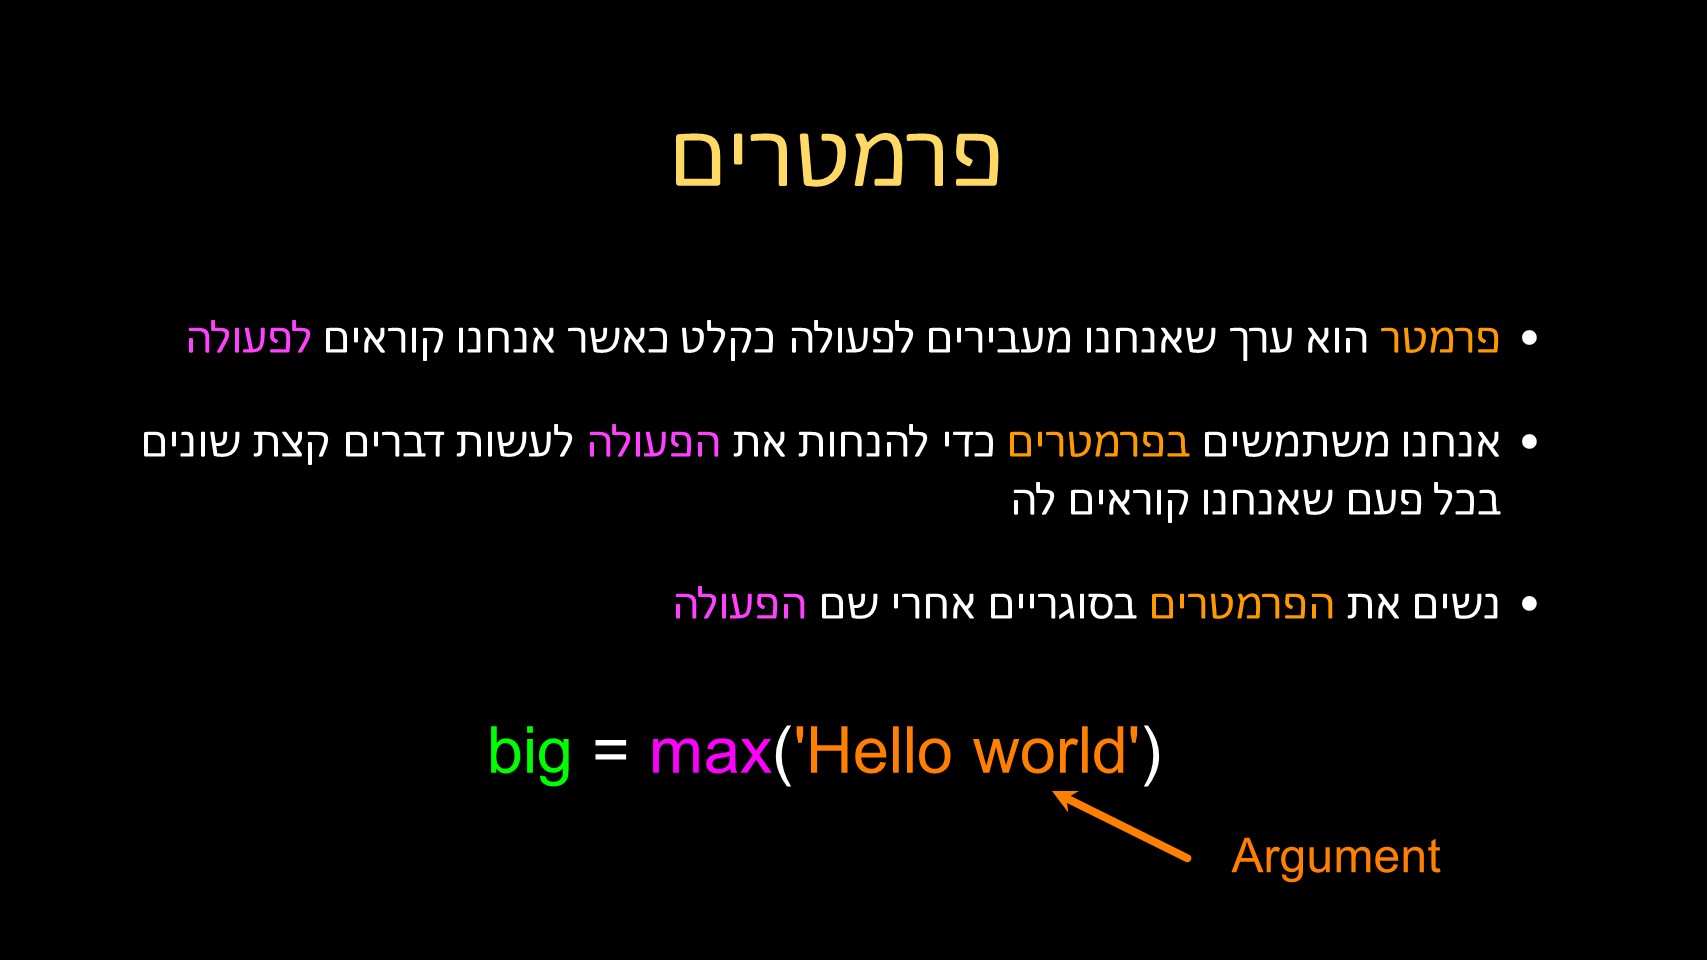 פרמטרים
• פרמטר הוא ערך שאנחנו מעבירים לפעולה כקלט כאשר אנחנו קוראים לפעולה
• אנחנו משתמשים בפרמטרים כדי להנחות את הפעולה לעשות דברים קצת שונים
בכל פעם שאנחנו קוראים לה
• נשים את הפרמטרים בסוגריים אחרי שם הפעולה
big = max('Hello world')
Argument